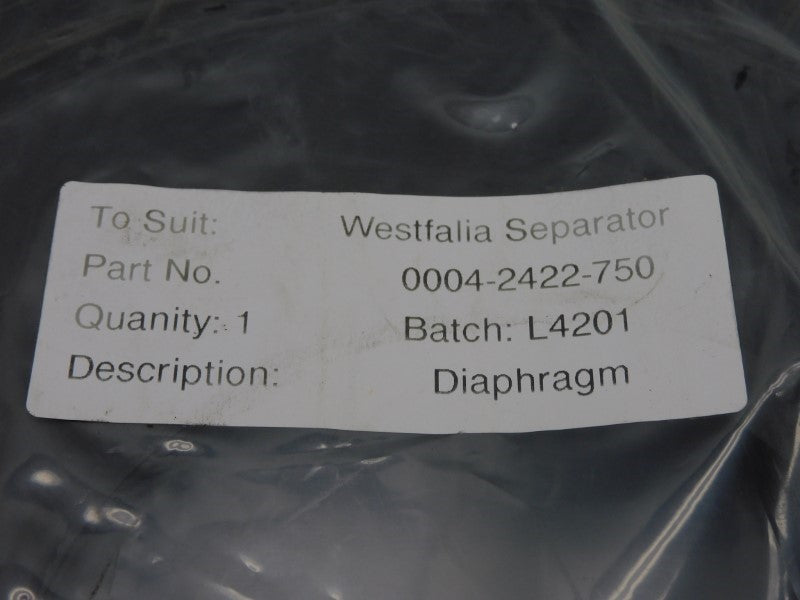 To Suit: Westfalia Separator
Part No. 0004-2422-750
Quanity: 1 Batch: L4201
Description: Diaphragm
©